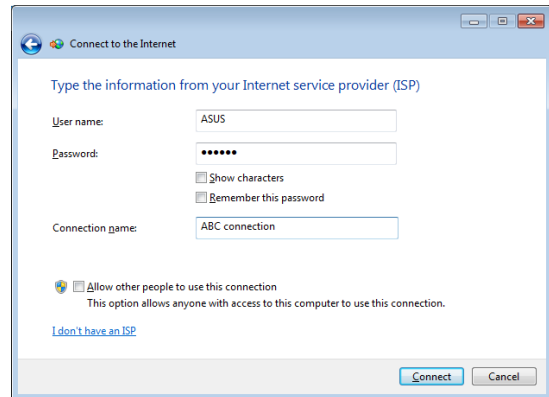 Connect to the Internet
Type the information from your Internet service provider (ISP)
User name: ASUS
Password: ••••••
Show characters
Remember this password
Connection name: ABC connection
Allow other people to use this connection
This option allows anyone with access to this computer to use this connection.
I don't have an ISP
Connect Cancel